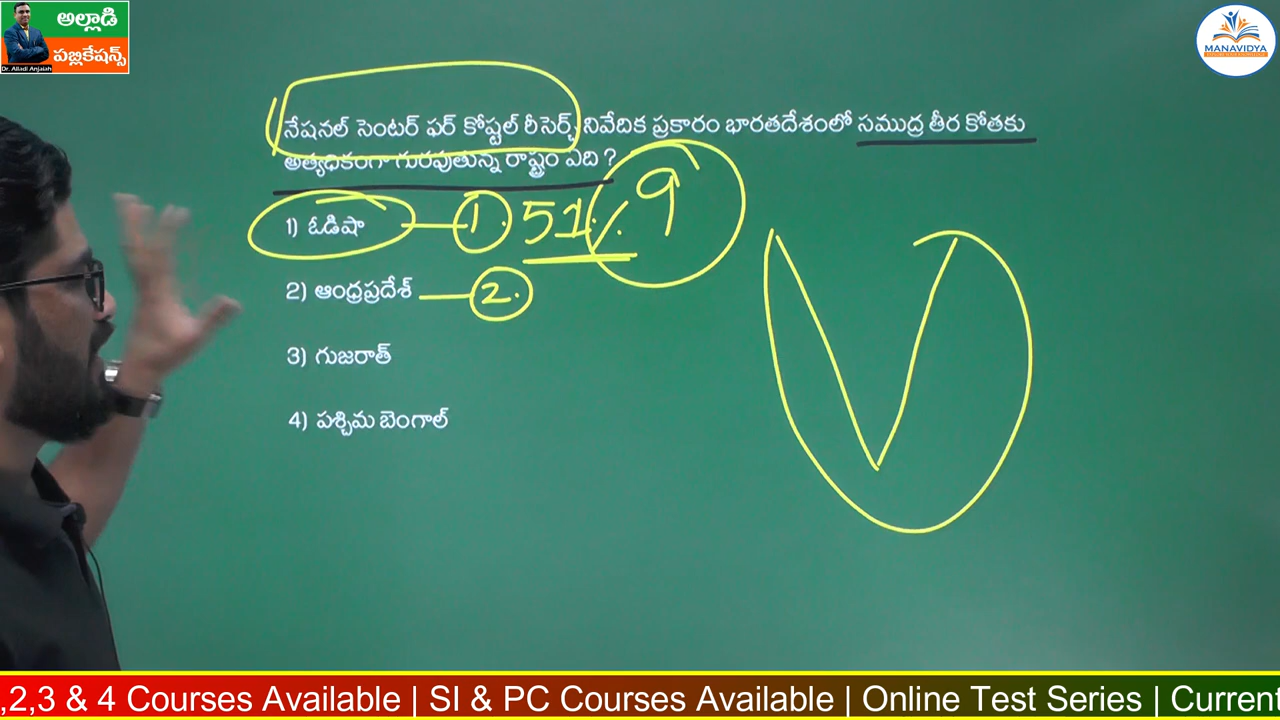 అల్లాడి
పబ్లికేషన్స్
Dr. Alladi Anjaiah
MANAVIDYA
నేషనల్ సెంటర్ ఫర్ కోస్టల్ రీసెర్చ్ నివేదిక ప్రకారం భారతదేశంలో సముద్ర తీర కోతకు
అత్యధికంగా గురవుతున్న రాష్ట్రం ఏది ?
1) ఓడిషా 1. 51% 9
2) ఆంధ్రప్రదేశ్ 2.
3) గుజరాత్
4) పశ్చిమ బెంగాల్
,2,3 & 4 Courses Available | SI & PC Courses Available | Online Test Series | Current